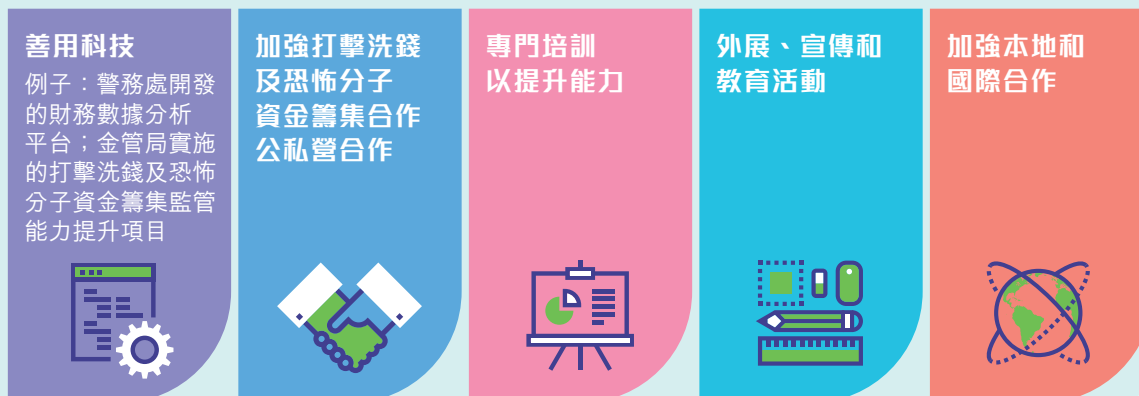 善用科技
例子：警務處開發
的財務數據分析
平台；金管局實施
的打擊洗錢及恐怖
分子資金籌集監管
能力提升項目
加強打擊洗錢
及恐怖分子
資金籌集合作
公私營合作
專門培訓
以提升能力
外展、宣傳和
教育活動
加強本地和
國際合作